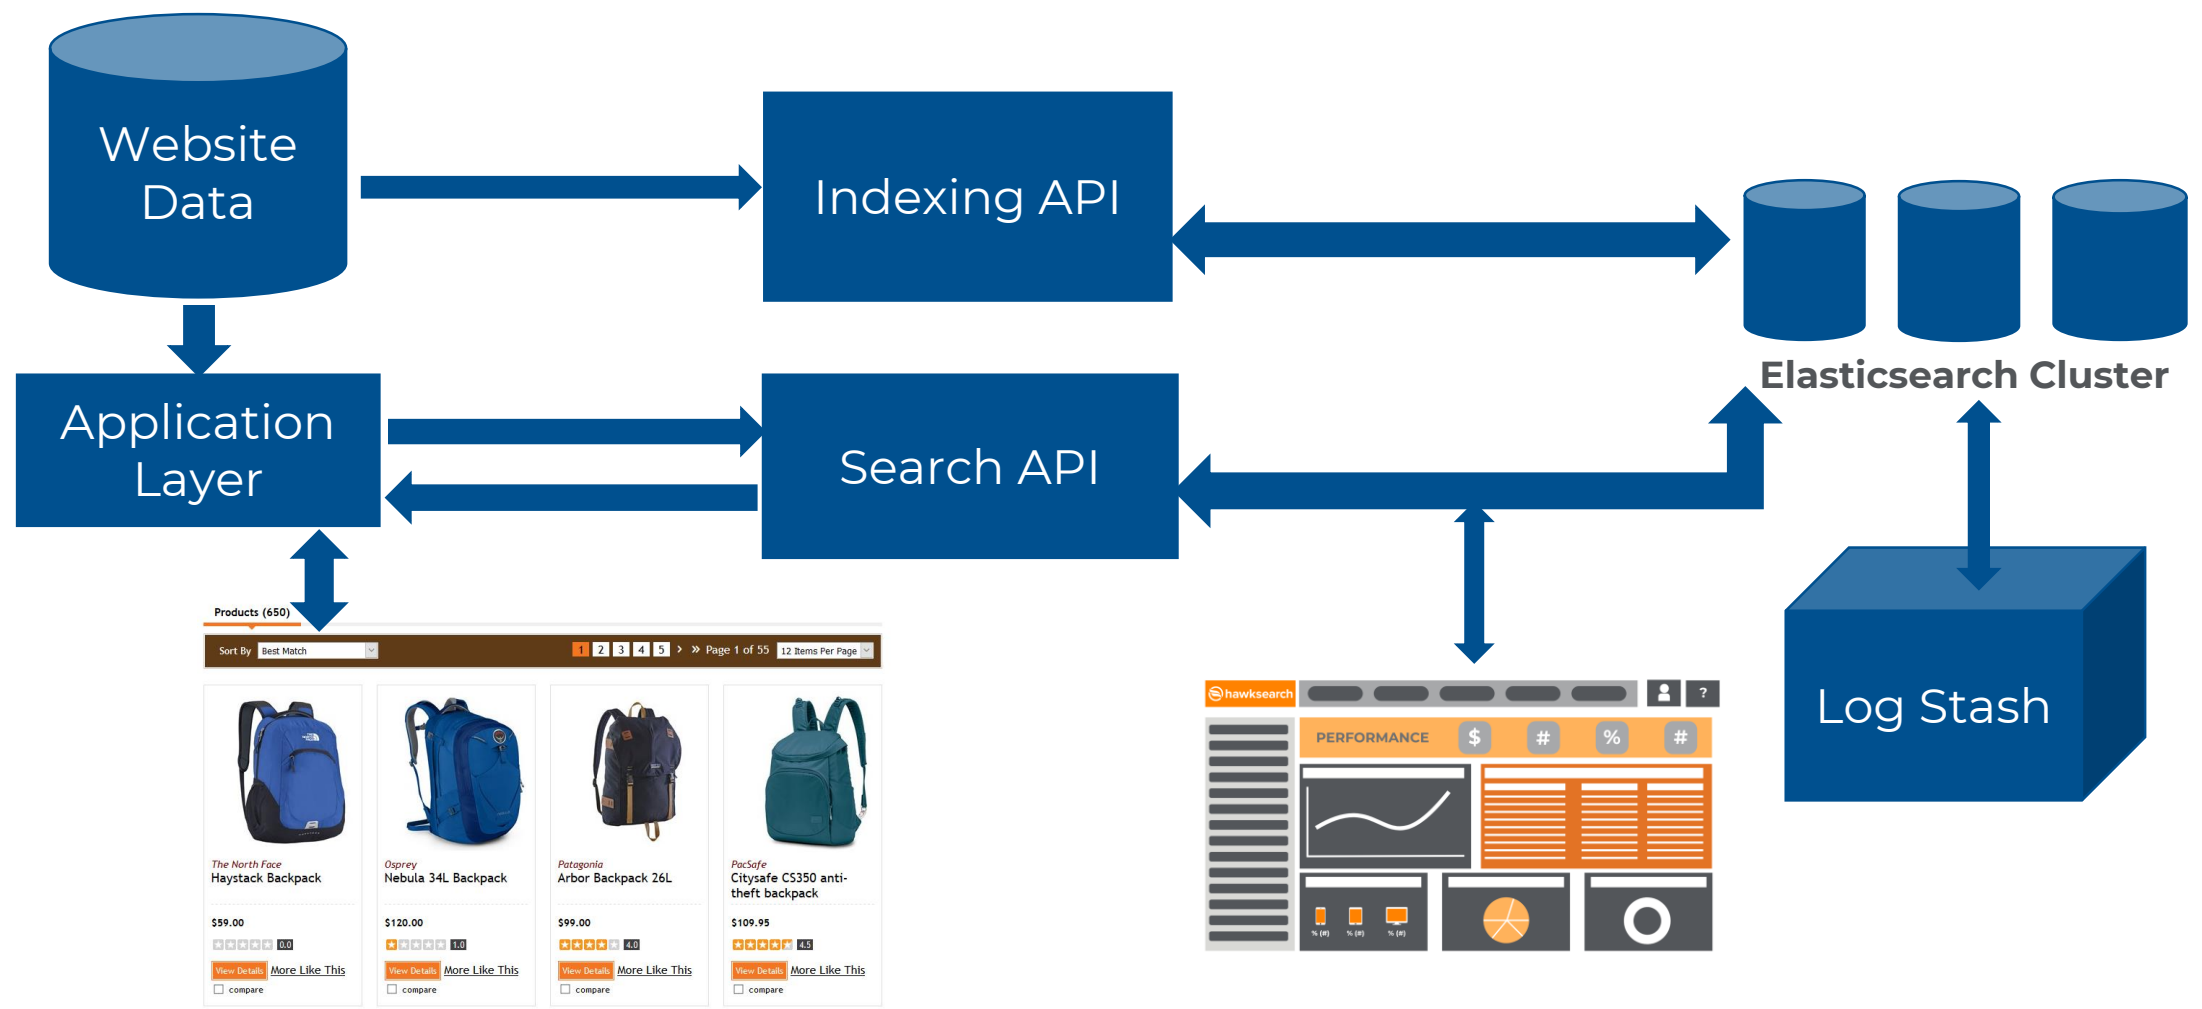 Website
Data
Indexing API
Elasticsearch Cluster
Application
Layer
Search API
Log Stash
Products (650)
Sort By Best Match 1 2 3 4 5 > » Page 1 of 55 12 Items Per Page
The North Face
Haystack Backpack
$59.00
0.0
View Details More Like This
compare
Osprey
Nebula 34L Backpack
$120.00
1.0
View Details More Like This
compare
Patagonia
Arbor Backpack 26L
$99.00
4.0
View Details More Like This
compare
PacSafe
Citysafe CS350 anti-
theft backpack
$109.95
4.5
View Details More Like This
compare
hawksearch ?
PERFORMANCE $ # % #
% (#) % (#) % (#)